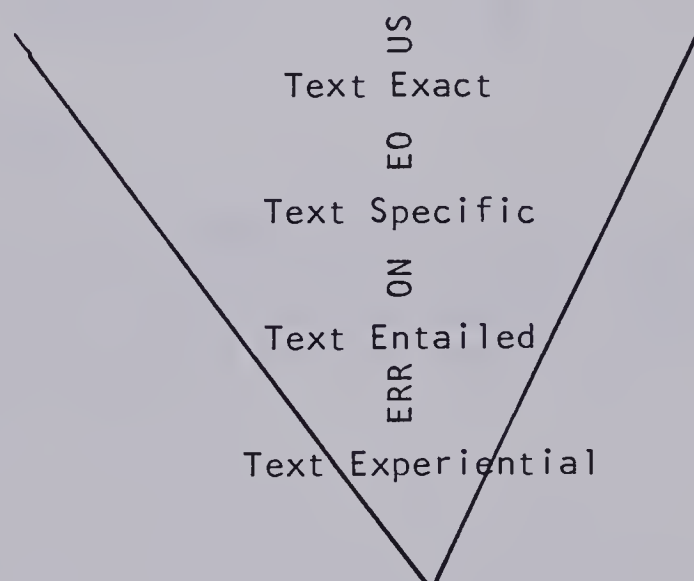 US
Text Exact
EO
Text Specific
ON
Text Entailed
ERR
Text Experiential